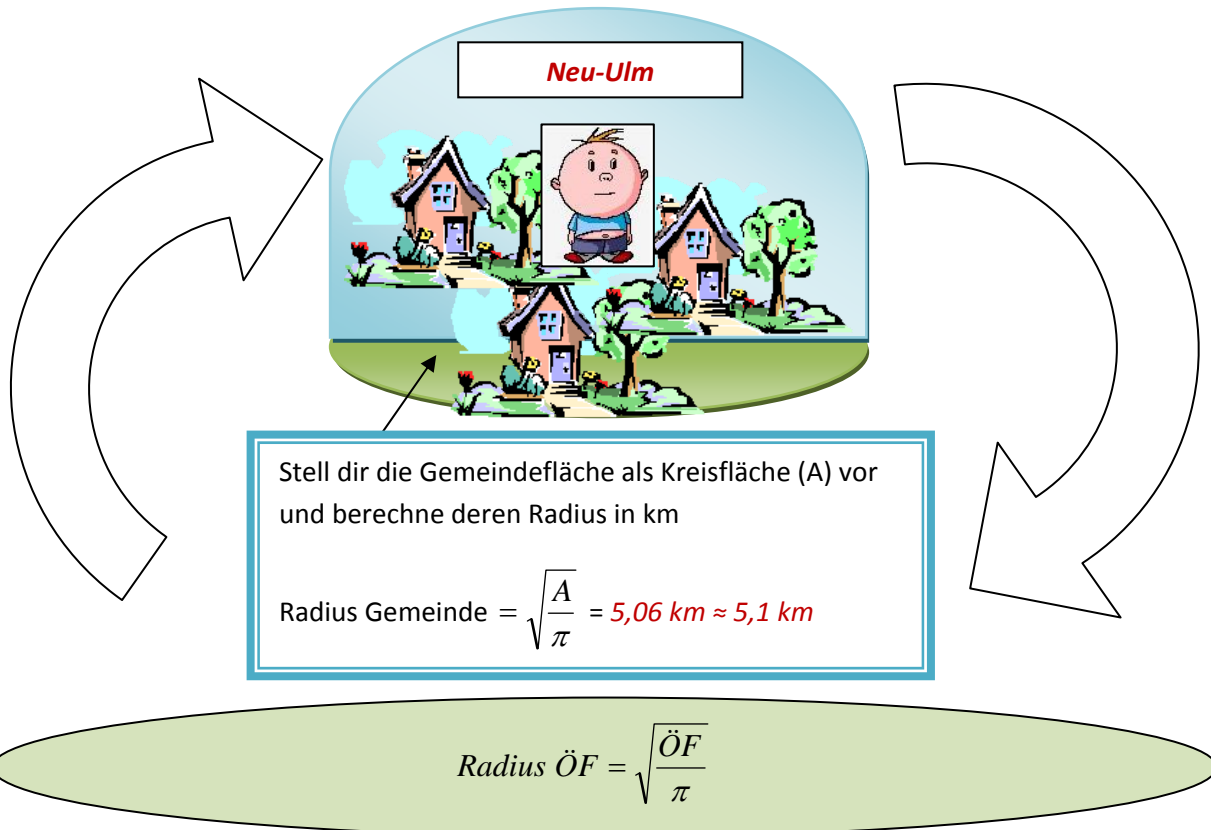 Neu-Ulm
Stell dir die Gemeindefläche als Kreisfläche (A) vor
und berechne deren Radius in km
Radius Gemeinde = √(A/π) = 5,06 km ≈ 5,1 km
Radius ÖF = √(ÖF/π)